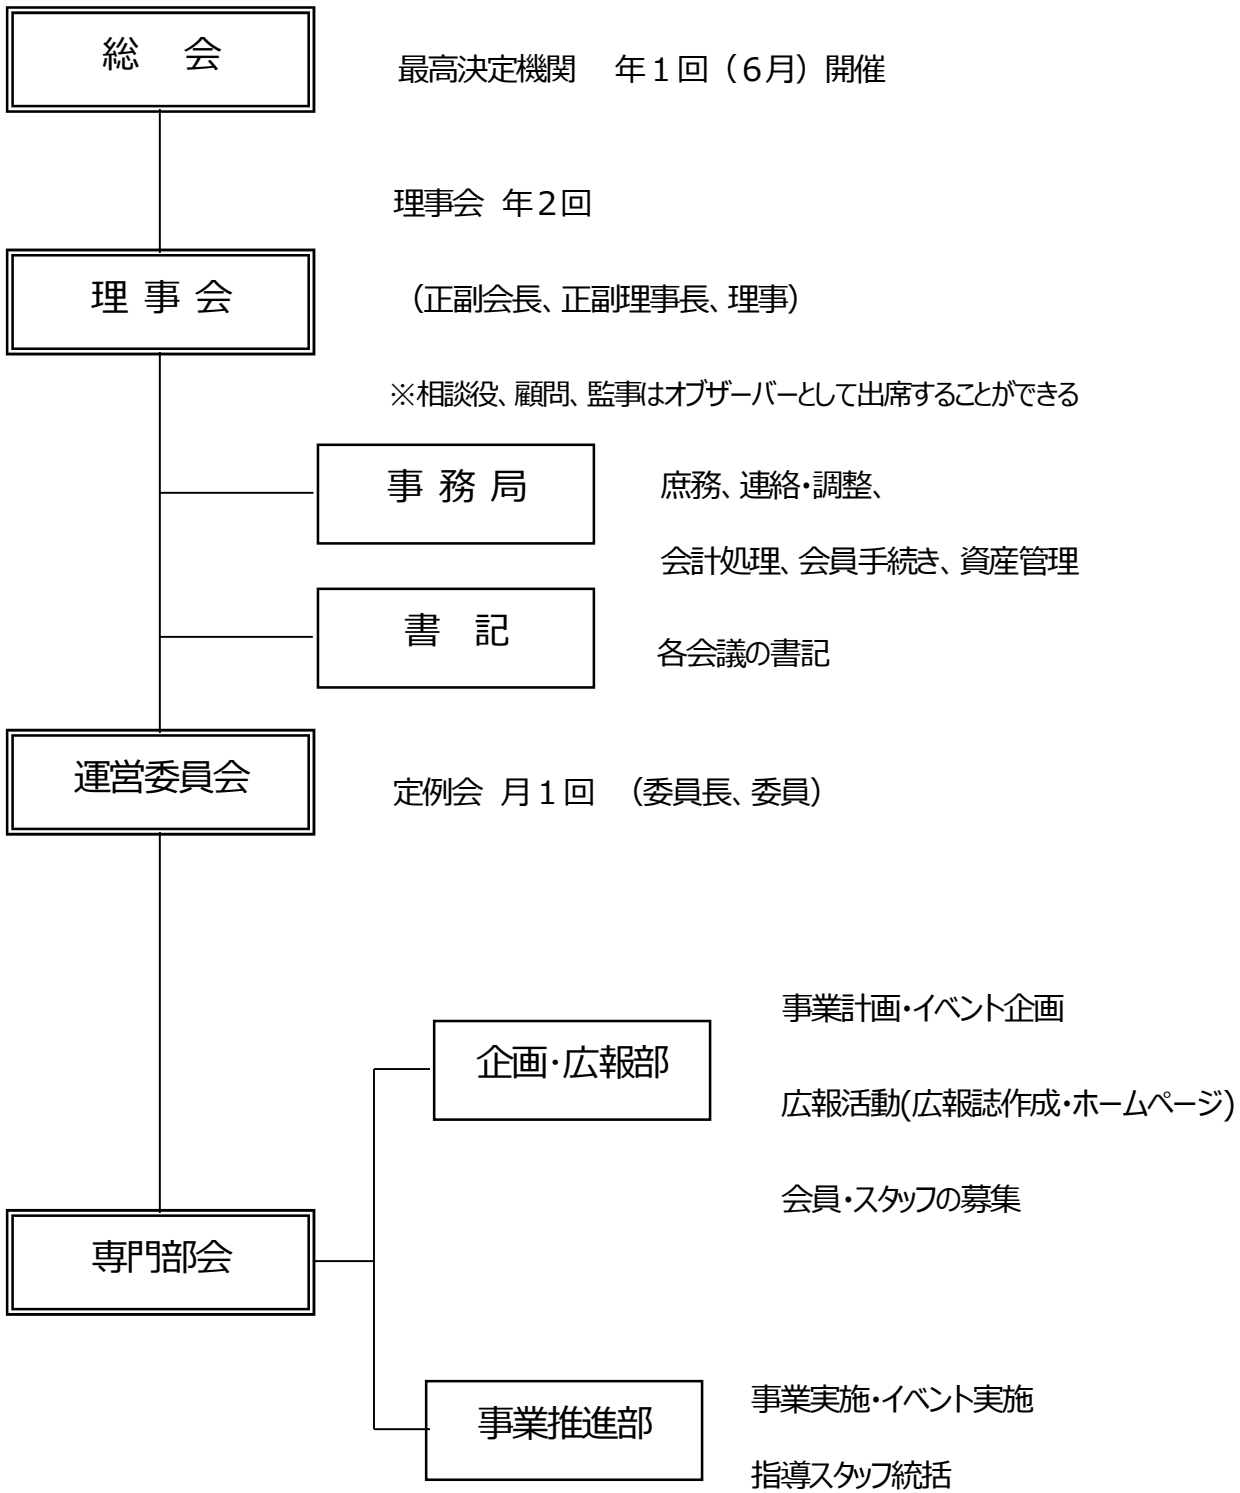 総　会
最高決定機関　年１回（６月）開催
理事会 年２回
理 事 会
（正副会長、正副理事長、理事）
※相談役、顧問、監事はオブザーバーとして出席することができる
事 務 局
庶務、連絡・調整、
会計処理、会員手続き、資産管理
書　記
各会議の書記
運営委員会
定例会 月１回　（委員長、委員）
事業計画・イベント企画
企画・広報部
広報活動(広報誌作成・ホームページ)
会員・スタッフの募集
専門部会
事業推進部
事業実施・イベント実施
指導スタッフ統括